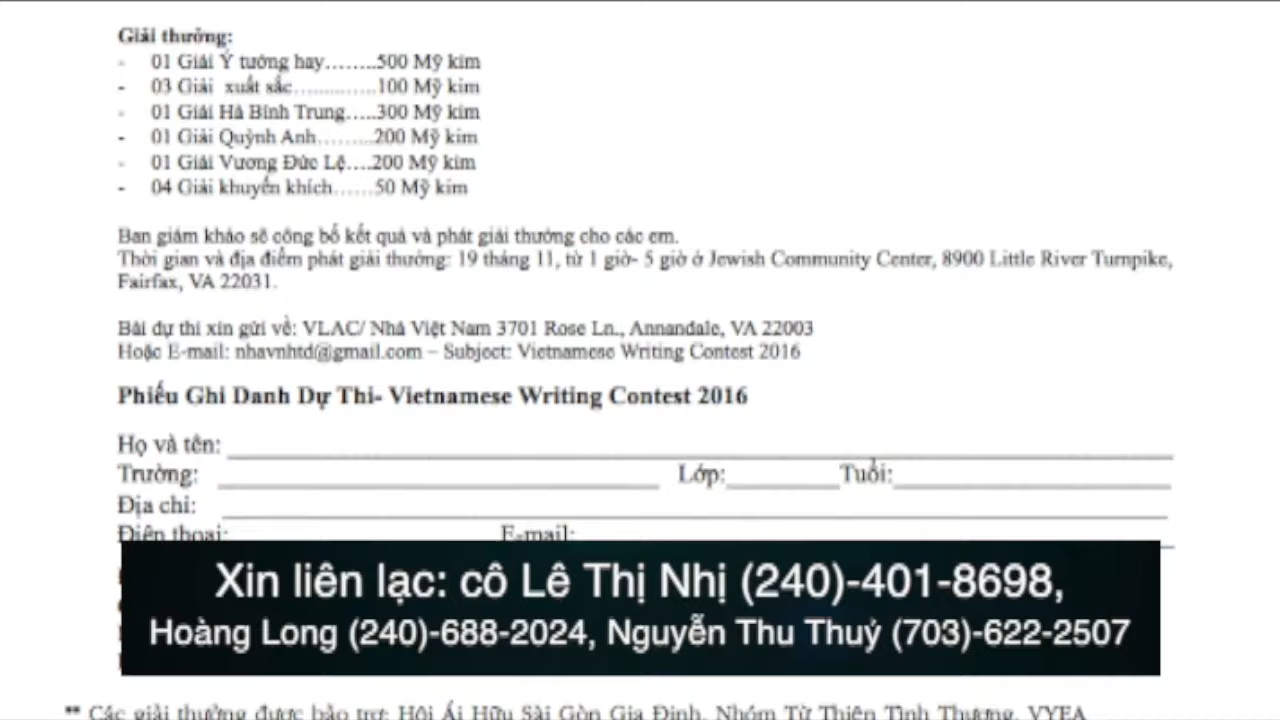 Giải thưởng:
- 01 Giải Ý tưởng hay........500 Mỹ kim
- 03 Giải xuất sắc...............100 Mỹ kim
- 01 Giải Hà Bỉnh Trung.....300 Mỹ kim
- 01 Giải Quỳnh Anh..........200 Mỹ kim
- 01 Giải Vương Đức Lệ....200 Mỹ kim
- 04 Giải khuyến khích.......50 Mỹ kim
Ban giám khảo sẽ công bố kết quả và phát giải thưởng cho các em.
Thời gian và địa điểm phát giải thưởng: 19 tháng 11, từ 1 giờ- 5 giờ ở Jewish Community Center, 8900 Little River Turnpike,
Fairfax, VA 22031.
Bài dự thi xin gửi về: VLAC/ Nhà Việt Nam 3701 Rose Ln., Annandale, VA 22003
Hoặc E-mail: nhavnhtd@gmail.com – Subject: Vietnamese Writing Contest 2016
Phiếu Ghi Danh Dự Thi- Vietnamese Writing Contest 2016
Họ và tên:
Trường: Lớp: Tuổi:
Địa chỉ:
Điện thoại: E-mail:
Xin liên lạc: cô Lê Thị Nhị (240)-401-8698,
Hoàng Long (240)-688-2024, Nguyễn Thu Thuỷ (703)-622-2507
** Các giải thưởng được bảo trợ: Hội Ái Hữu Sài Gòn Gia Định, Nhóm Từ Thiện Tình Thương, VYEA